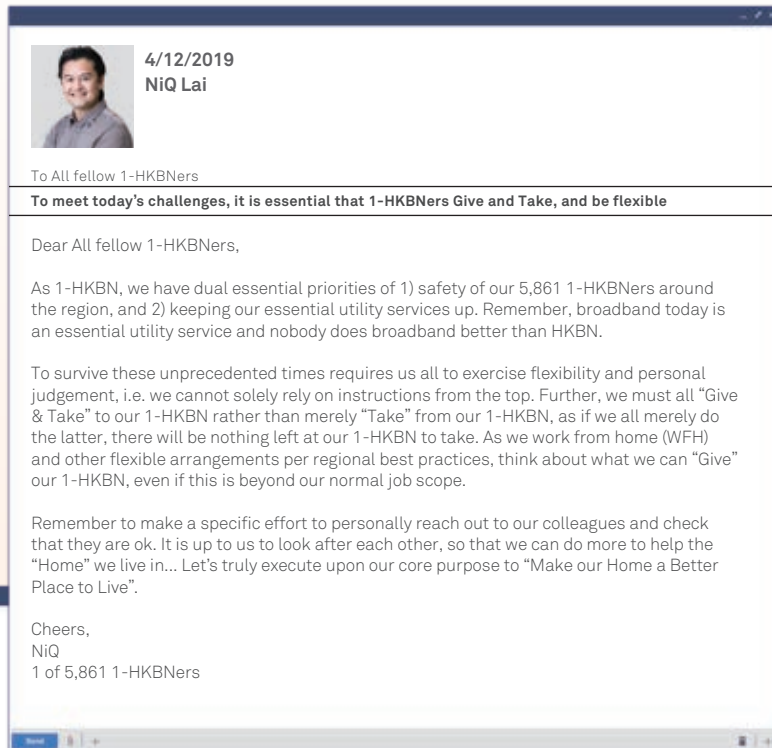 4/12/2019
NiQ Lai
To All fellow 1-HKBNers
To meet today's challenges, it is essential that 1-HKBNers Give and Take, and be flexible
Dear All fellow 1-HKBNers,
As 1-HKBN, we have dual essential priorities of 1) safety of our 5,861 1-HKBNers around
the region, and 2) keeping our essential utility services up. Remember, broadband today is
an essential utility service and nobody does broadband better than HKBN.
To survive these unprecedented times requires us all to exercise flexibility and personal
judgement, i.e. we cannot solely rely on instructions from the top. Further, we must all “Give
& Take” to our 1-HKBN rather than merely “Take” from our 1-HKBN, as if we all merely do
the latter, there will be nothing left at our 1-HKBN to take. As we work from home (WFH)
and other flexible arrangements per regional best practices, think about what we can “Give”
our 1-HKBN, even if this is beyond our normal job scope.
Remember to make a specific effort to personally reach out to our colleagues and check
that they are ok. It is up to us to look after each other, so that we can do more to help the
“Home” we live in... Let's truly execute upon our core purpose to “Make our Home a Better
Place to Live”.
Cheers,
NiQ
1 of 5,861 1-HKBNers
Send